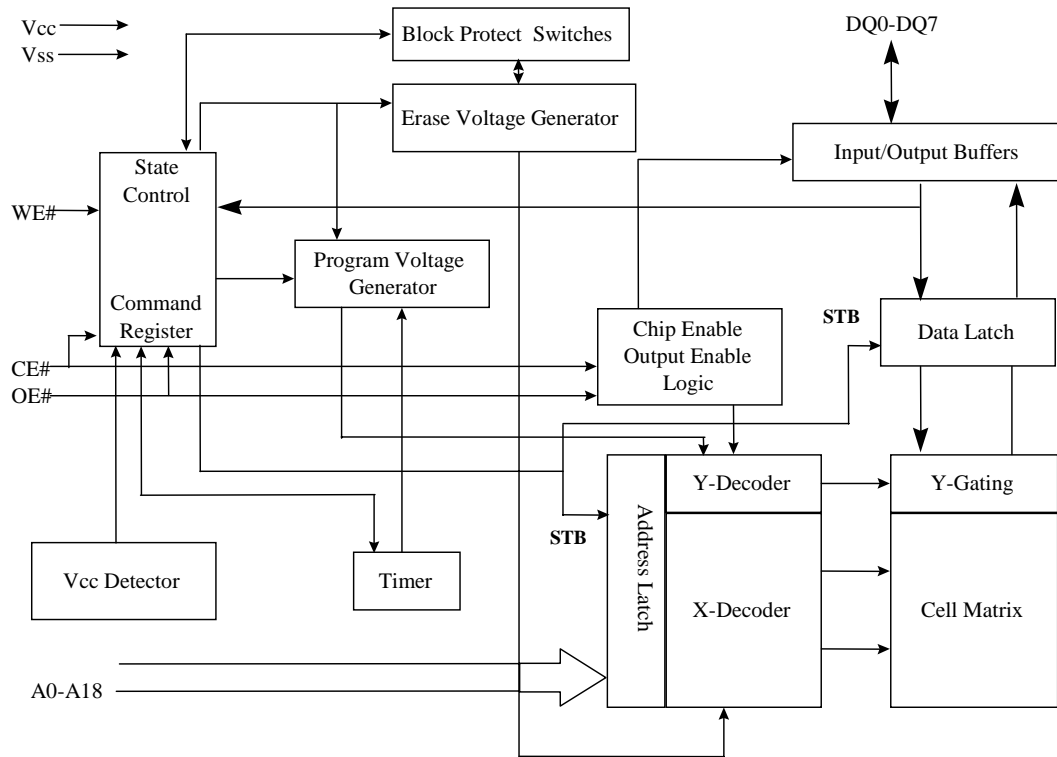 Vcc
Vss
Block Protect Switches
DQ0-DQ7
Erase Voltage Generator
Input/Output Buffers
State
Control
WE#
Program Voltage
Generator
Command
Register
STB
Chip Enable
Output Enable
Logic
Data Latch
CE#
OE#
Address Latch
Y-Decoder
Y-Gating
STB
Vcc Detector
Timer
X-Decoder
Cell Matrix
A0-A18